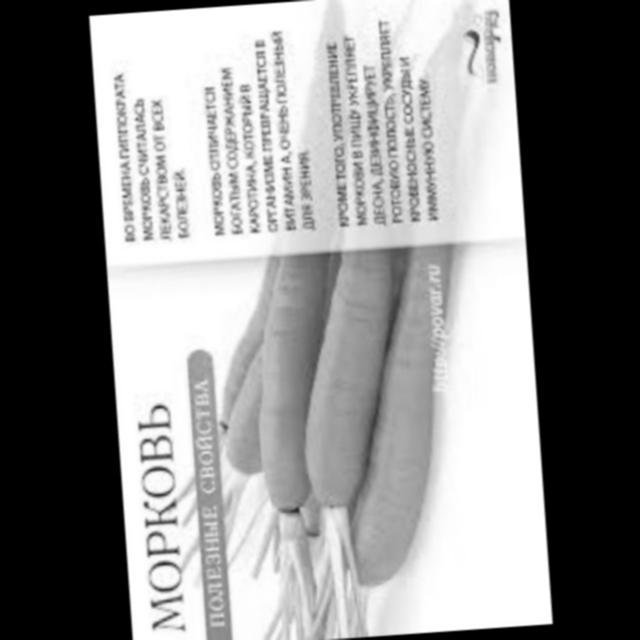 МОРКОВЬ
ПОЛЕЗНЫЕ СВОЙСТВА
ВО ВРЕМЕНА ГИППОКРАТА
МОРКОВЬ СЧИТАЛАСЬ
ЛЕКАРСТВОМ ОТ ВСЕХ
БОЛЕЗНЕЙ.
МОРКОВЬ ОТЛИЧАЕТСЯ
БОГАТЫМ СОДЕРЖАНИЕМ
КАРОТИНА, КОТОРЫЙ В
ОРГАНИЗМЕ ПРЕВРАЩАЕТСЯ В
ВИТАМИН А, ОЧЕНЬ ПОЛЕЗНЫЙ
ДЛЯ ЗРЕНИЯ.
КРОМЕ ТОГО, УПОТРЕБЛЕНИЕ
МОРКОВИ В ПИЩУ УКРЕПЛЯЕТ
ДЕСНА, ДЕЗИНФИЦИРУЕТ
РОТОВУЮ ПОЛОСТЬ, УКРЕПЛЯЕТ
КРОВЕНОСНЫЕ СОСУДЫ И
ИММУННУЮ СИСТЕМУ.
http://povar.ru